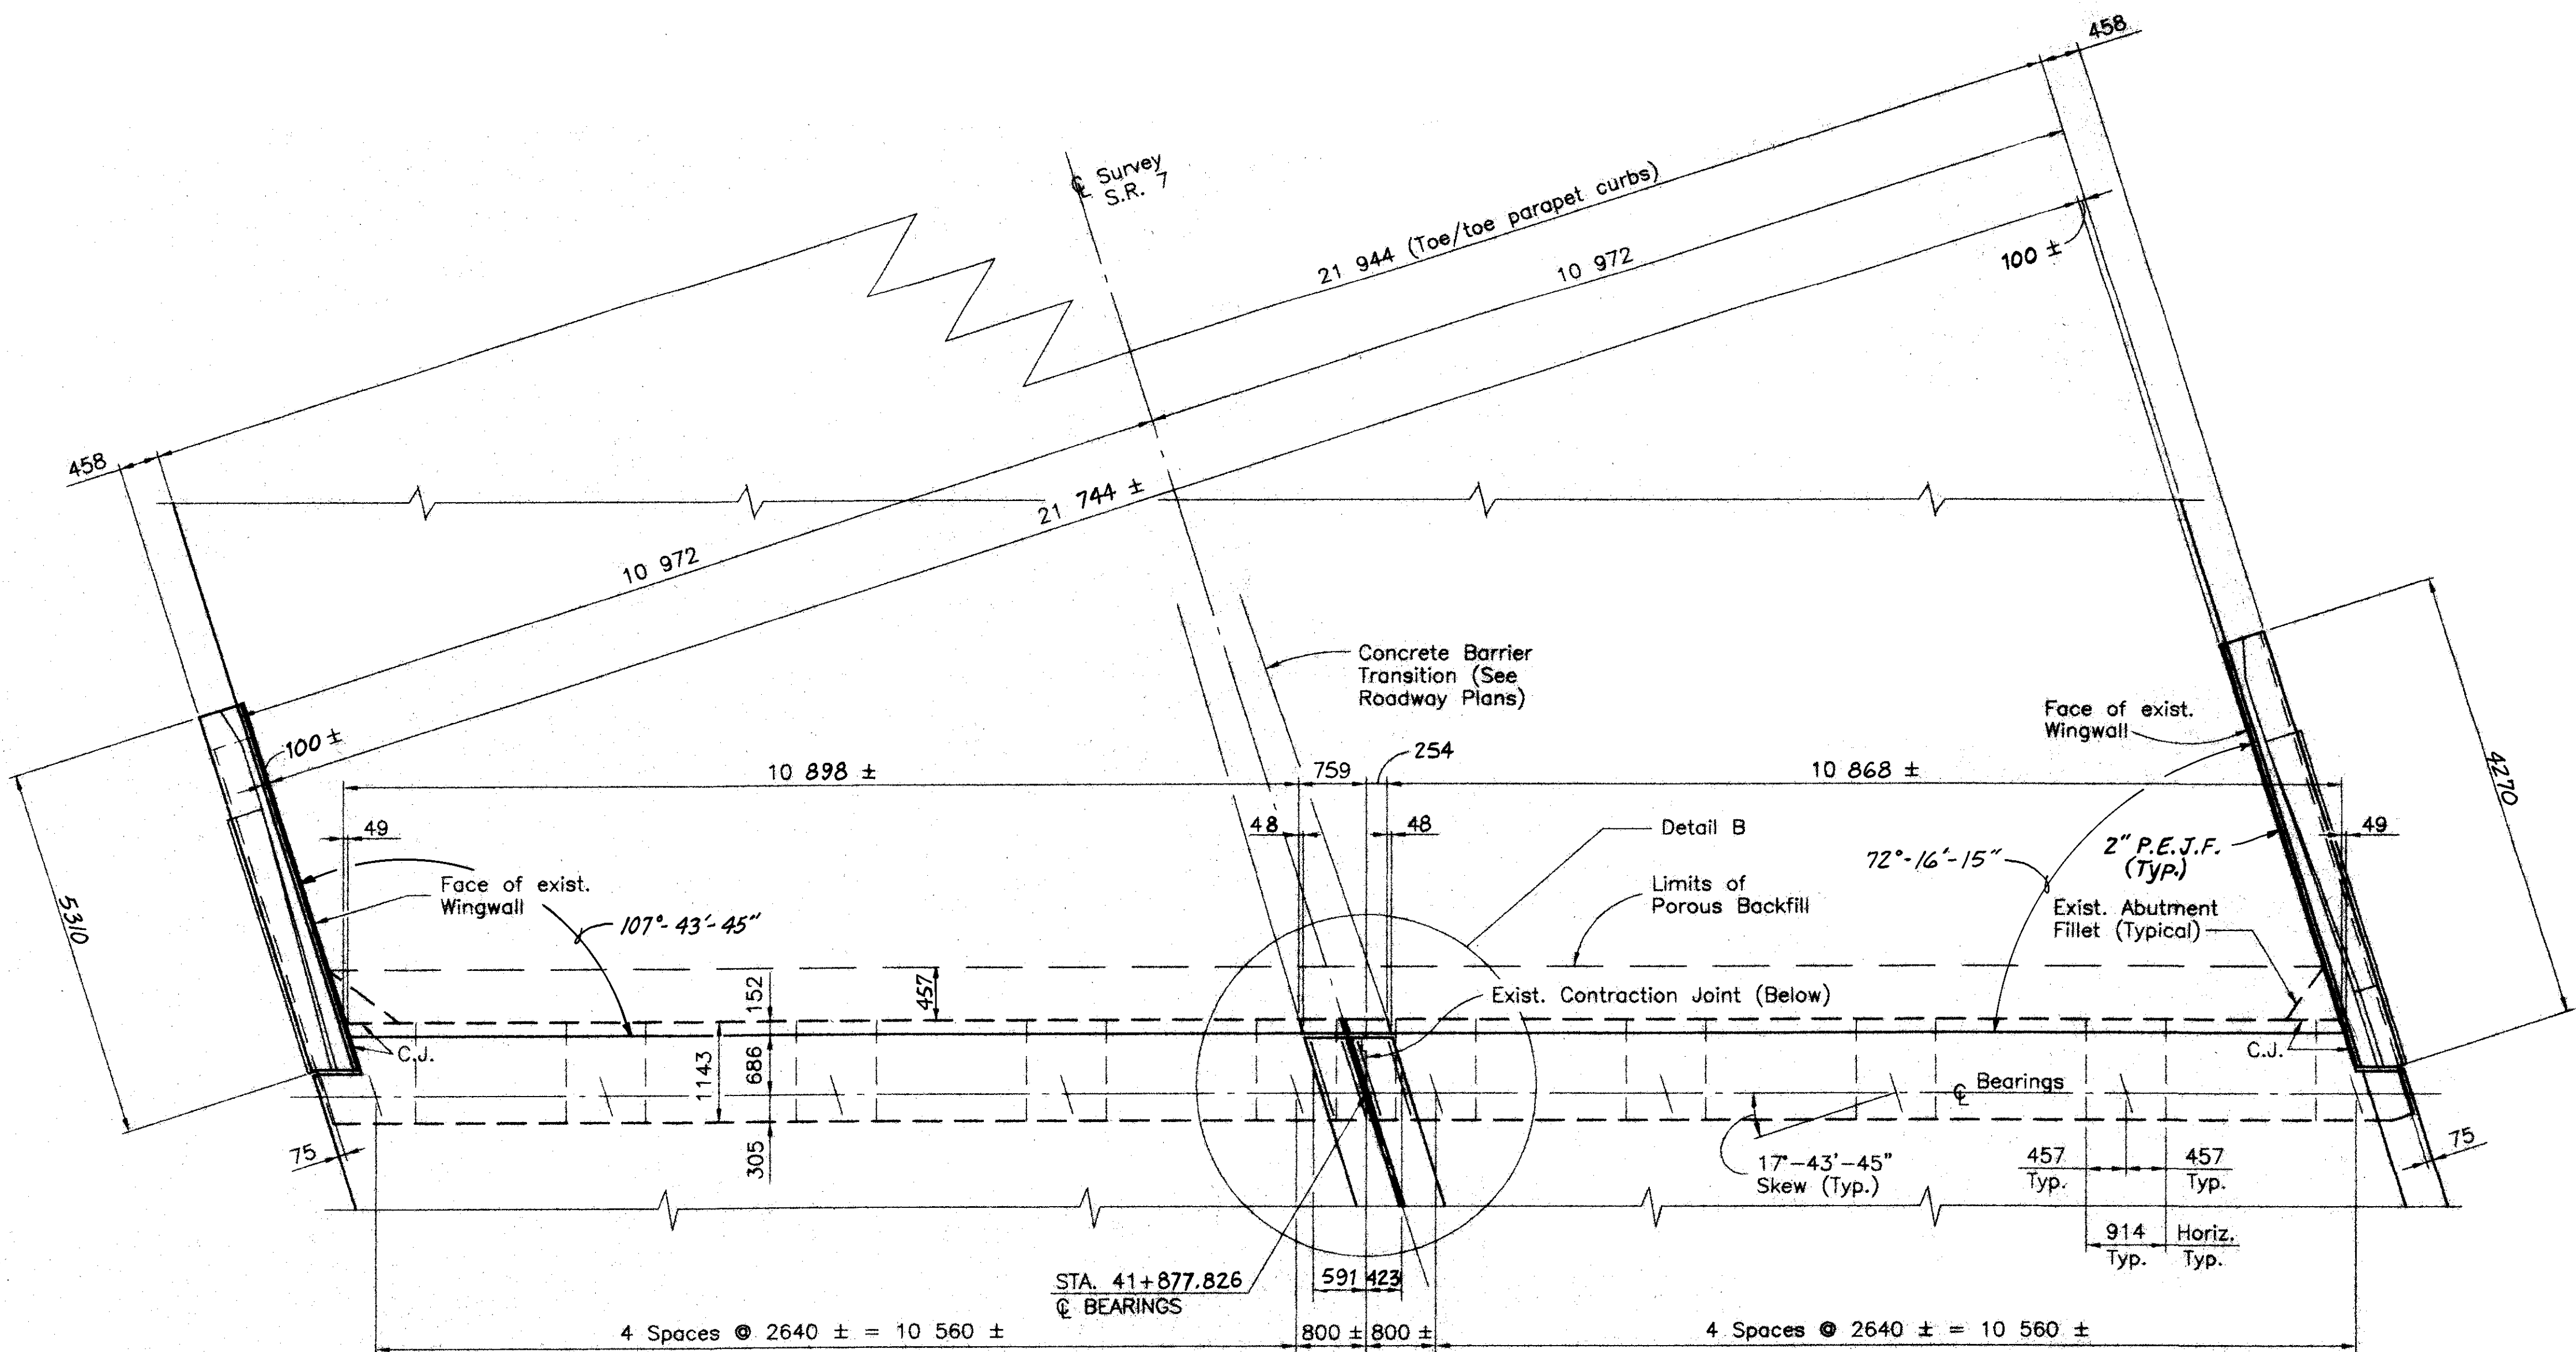 458
℄ Survey
S.R. 7
21 944 (Toe/toe parapet curbs)
10 972
100 ±
458
21 744 ±
10 972
Concrete Barrier
Transition (See
Roadway Plans)
Face of exist.
Wingwall
100 ±
10 898 ±
759
254
10 868 ±
4270
49
48
48
Detail B
49
2" P.E.J.F.
(TYP.)
72°-16'-15"
5310
Face of exist.
Wingwall
107°-43'-45"
Limits of
Porous Backfill
Exist. Abutment
Fillet (Typical)
152
457
Exist. Contraction Joint (Below)
C.J.
1143
686
C.J.
℄ Bearings
75
305
17°-43'-45"
Skew (Typ.)
457
Typ.
457
Typ.
75
914
Typ.
Horiz.
Typ.
STA. 41+877.826
℄ BEARINGS
591
423
4 Spaces @ 2640 ± = 10 560 ±
800 ±
800 ±
4 Spaces @ 2640 ± = 10 560 ±